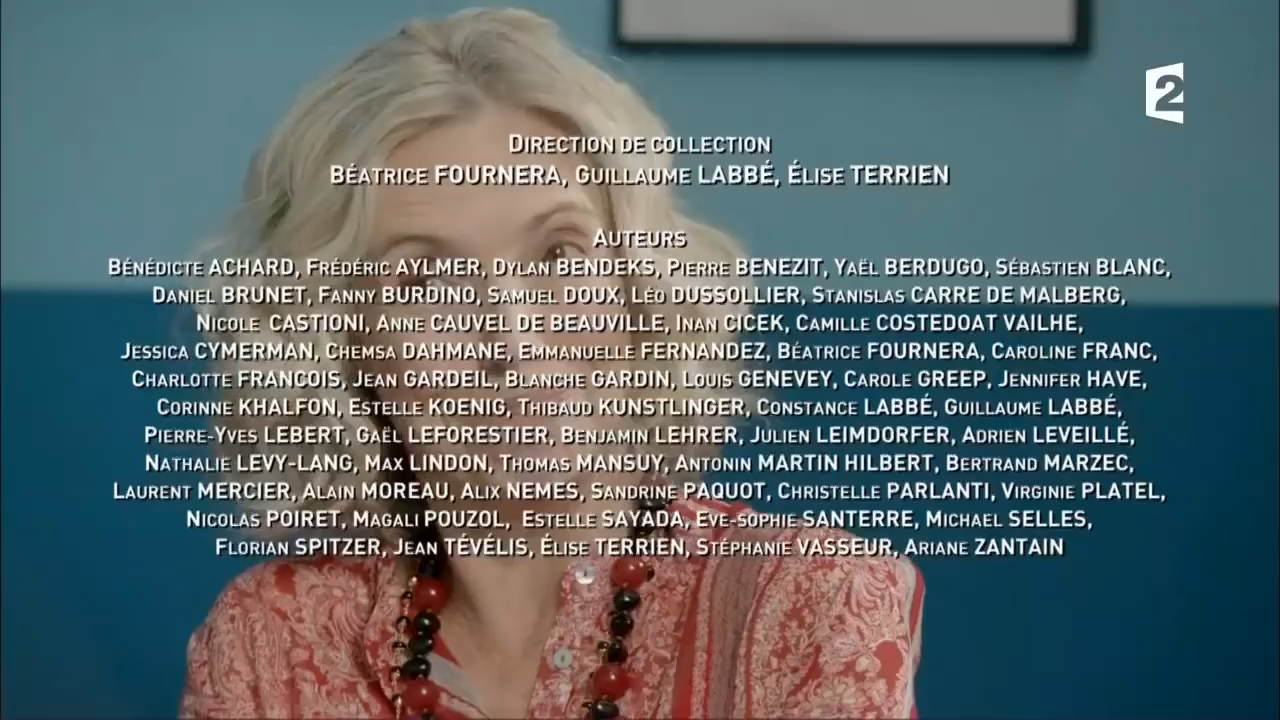 2
DIRECTION DE COLLECTION
BÉATRICE FOURNERA, GUILLAUME LABBÉ, ÉLISE TERRIEN
AUTEURS
BÉNÉDICTE ACHARD, FRÉDÉRIC AYLMER, DYLAN BENDEKS, PIERRE BENEZIT, YAËL BERDUGO, SÉBASTIEN BLANC,
DANIEL BRUNET, FANNY BURDINO, SAMUEL DOUX, LÉO DUSSOLLIER, STANISLAS CARRE DE MALBERG,
NICOLE CASTIONI, ANNE CAUVEL DE BEAUVILLE, INAN CICEK, CAMILLE COSTEDOAT VAILHE,
JESSICA CYMERMAN, CHEMSA DAHMANE, EMMANUELLE FERNANDEZ, BÉATRICE FOURNERA, CAROLINE FRANC,
CHARLOTTE FRANCOIS, JEAN GARDEIL, BLANCHE GARDIN, LOUIS GENEVEY, CAROLE GREEP, JENNIFER HAVE,
CORINNE KHALFON, ESTELLE KOENIG, THIBAUD KUNSTLINGER, CONSTANCE LABBÉ, GUILLAUME LABBÉ,
PIERRE-YVES LEBERT, GAËL LEFORESTIER, BENJAMIN LEHRER, JULIEN LEIMDORFER, ADRIEN LEVEILLÉ,
NATHALIE LEVY-LANG, MAX LINDON, THOMAS MANSUY, ANTONIN MARTIN HILBERT, BERTRAND MARZEC,
LAURENT MERCIER, ALAIN MOREAU, ALIX NEMES, SANDRINE PAQUOT, CHRISTELLE PARLANTI, VIRGINIE PLATEL,
NICOLAS POIRET, MAGALI POUZOL, ESTELLE SAYADA, EVE-SOPHIE SANTERRE, MICHAEL SELLES,
FLORIAN SPITZER, JEAN TÉVÉLIS, ÉLISE TERRIEN, STÉPHANIE VASSEUR, ARIANE ZANTAIN